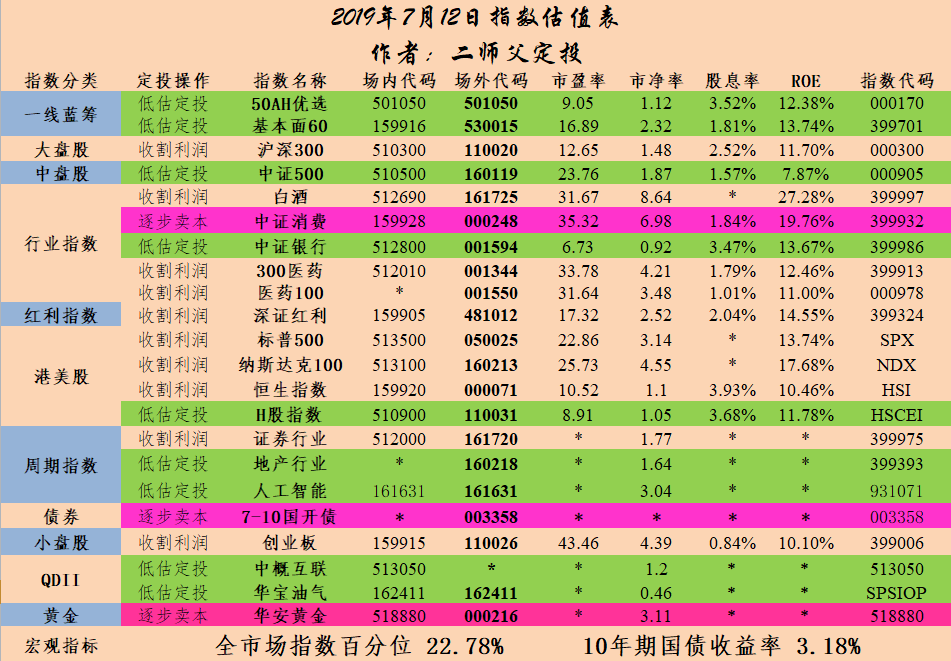 2019年7月12日指数估值表
作者：二师父定投
指数分类 定投操作 指数名称 场内代码 场外代码 市盈率 市净率 股息率 ROE 指数代码
一线蓝筹 低估定投 50AH优选 501050 501050 9.05 1.12 3.52% 12.38% 000170
低估定投 基本面60 159916 530015 16.89 2.32 1.81% 13.74% 399701
大盘股 收割利润 沪深300 510300 110020 12.65 1.48 2.52% 11.70% 000300
中盘股 低估定投 中证500 510500 160119 23.76 1.87 1.57% 7.87% 000905
行业指数 收割利润 白酒 512690 161725 31.67 8.64 * 27.28% 399997
逐步卖本 中证消费 159928 000248 35.32 6.98 1.84% 19.76% 399932
低估定投 中证银行 512800 001594 6.73 0.92 3.47% 13.67% 399986
收割利润 300医药 512010 001344 33.78 4.21 1.79% 12.46% 399913
收割利润 医药100 * 001550 31.64 3.48 1.01% 11.00% 000978
红利指数 收割利润 深证红利 159905 481012 17.32 2.52 2.04% 14.55% 399324
港美股 收割利润 标普500 513500 050025 22.86 3.14 * 13.74% SPX
收割利润 纳斯达克100 513100 160213 25.73 4.55 * 17.68% NDX
收割利润 恒生指数 159920 000071 10.52 1.1 3.93% 10.46% HSI
低估定投 H股指数 510900 110031 8.91 1.05 3.68% 11.78% HSCEI
周期指数 收割利润 证券行业 512000 161720 * 1.77 * * 399975
低估定投 地产行业 * 160218 * 1.64 * * 399393
低估定投 人工智能 161631 161631 * 3.04 * * 931071
债券 逐步卖本 7-10国开债 * 003358 * * * * 003358
小盘股 收割利润 创业板 159915 110026 43.46 4.39 0.84% 10.10% 399006
QDII 低估定投 中概互联 513050 * * 1.2 * * 513050
低估定投 华宝油气 162411 162411 * 0.46 * * SPSIOP
黄金 逐步卖本 华安黄金 518880 000216 * 3.11 * * 518880
宏观指标 全市场指数百分位 22.78% 10年期国债收益率 3.18%